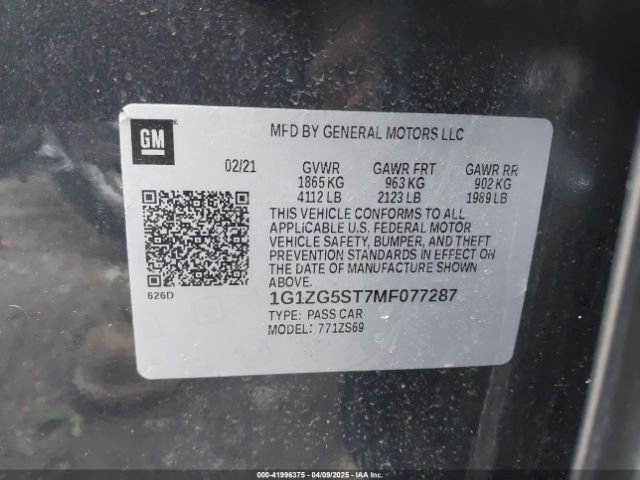 GM
MFD BY GENERAL MOTORS LLC
02/21 GVWR GAWR FRT GAWR RR
1865 KG 963 KG 902 KG
4112 LB 2123 LB 1989 LB
THIS VEHICLE CONFORMS TO ALL
APPLICABLE U.S. FEDERAL MOTOR
VEHICLE SAFETY, BUMPER, AND THEFT
PREVENTION STANDARDS IN EFFECT ON
THE DATE OF MANUFACTURE SHOWN
ABOVE.
1G1ZG5ST7MF077287
626D
TYPE: PASS CAR
MODEL: 771ZS69
000-41996375 - 04/09/2025 - IAAI.COM